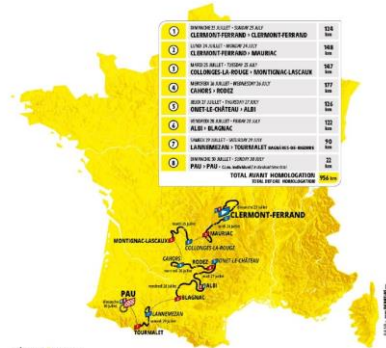 1 DIMANCHE 23 JUILLET - SUNDAY 23 JULY
CLERMONT-FERRAND > CLERMONT-FERRAND 124 km
2 LUNDI 24 JUILLET - MONDAY 24 JULY
CLERMONT-FERRAND > MAURIAC 148 km
3 MARDI 25 JUILLET - TUESDAY 25 JULY
COLLONGES-LA-ROUGE > MONTIGNAC-LASCAUX 147 km
4 MERCREDI 26 JUILLET - WEDNESDAY 26 JULY
CAHORS > RODEZ 177 km
5 JEUDI 27 JUILLET - THURSDAY 27 JULY
ONET-LE-CHÂTEAU > ALBI 126 km
6 VENDREDI 28 JUILLET - FRIDAY 28 JULY
ALBI > BLAGNAC 122 km
7 SAMEDI 29 JUILLET - SATURDAY 29 JULY
LANNEMEZAN > TOURMALET BAGNÈRES-DE-BIGORRE 90 km
8 DIMANCHE 30 JUILLET - SUNDAY 30 JULY
PAU > PAU 22 km
TOTAL AVANT HOMOLOGATION 956 km
TOTAL BEFORE HOMOLOGATION
CLERMONT-FERRAND
MAURIAC
MONTIGNAC-LASCAUX
COLLONGES-LA-ROUGE
CAHORS
RODEZ
ONET-LE-CHÂTEAU
ALBI
BLAGNAC
PAU
LANNEMEZAN
TOURMALET